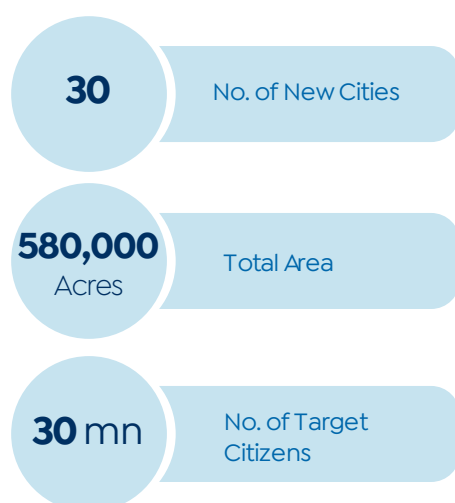 30
No. of New Cities
580,000
Acres
Total Area
30 mn
No. of Target
Citizens